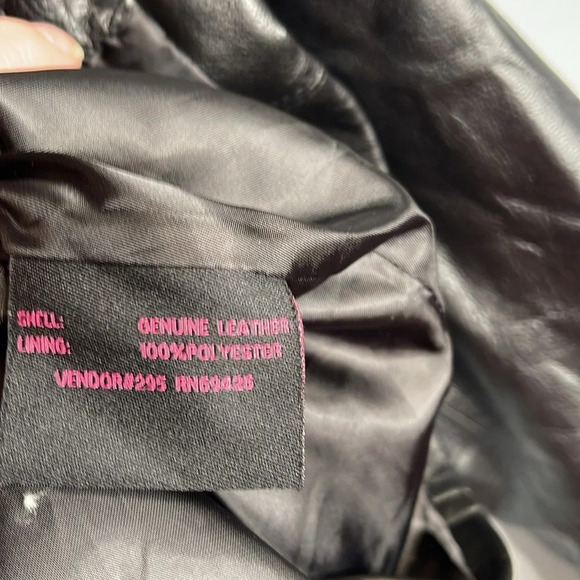 SHELL: GENUINE LEATHER
LINING: 100%POLYESTER
VENDOR#295 RN69426